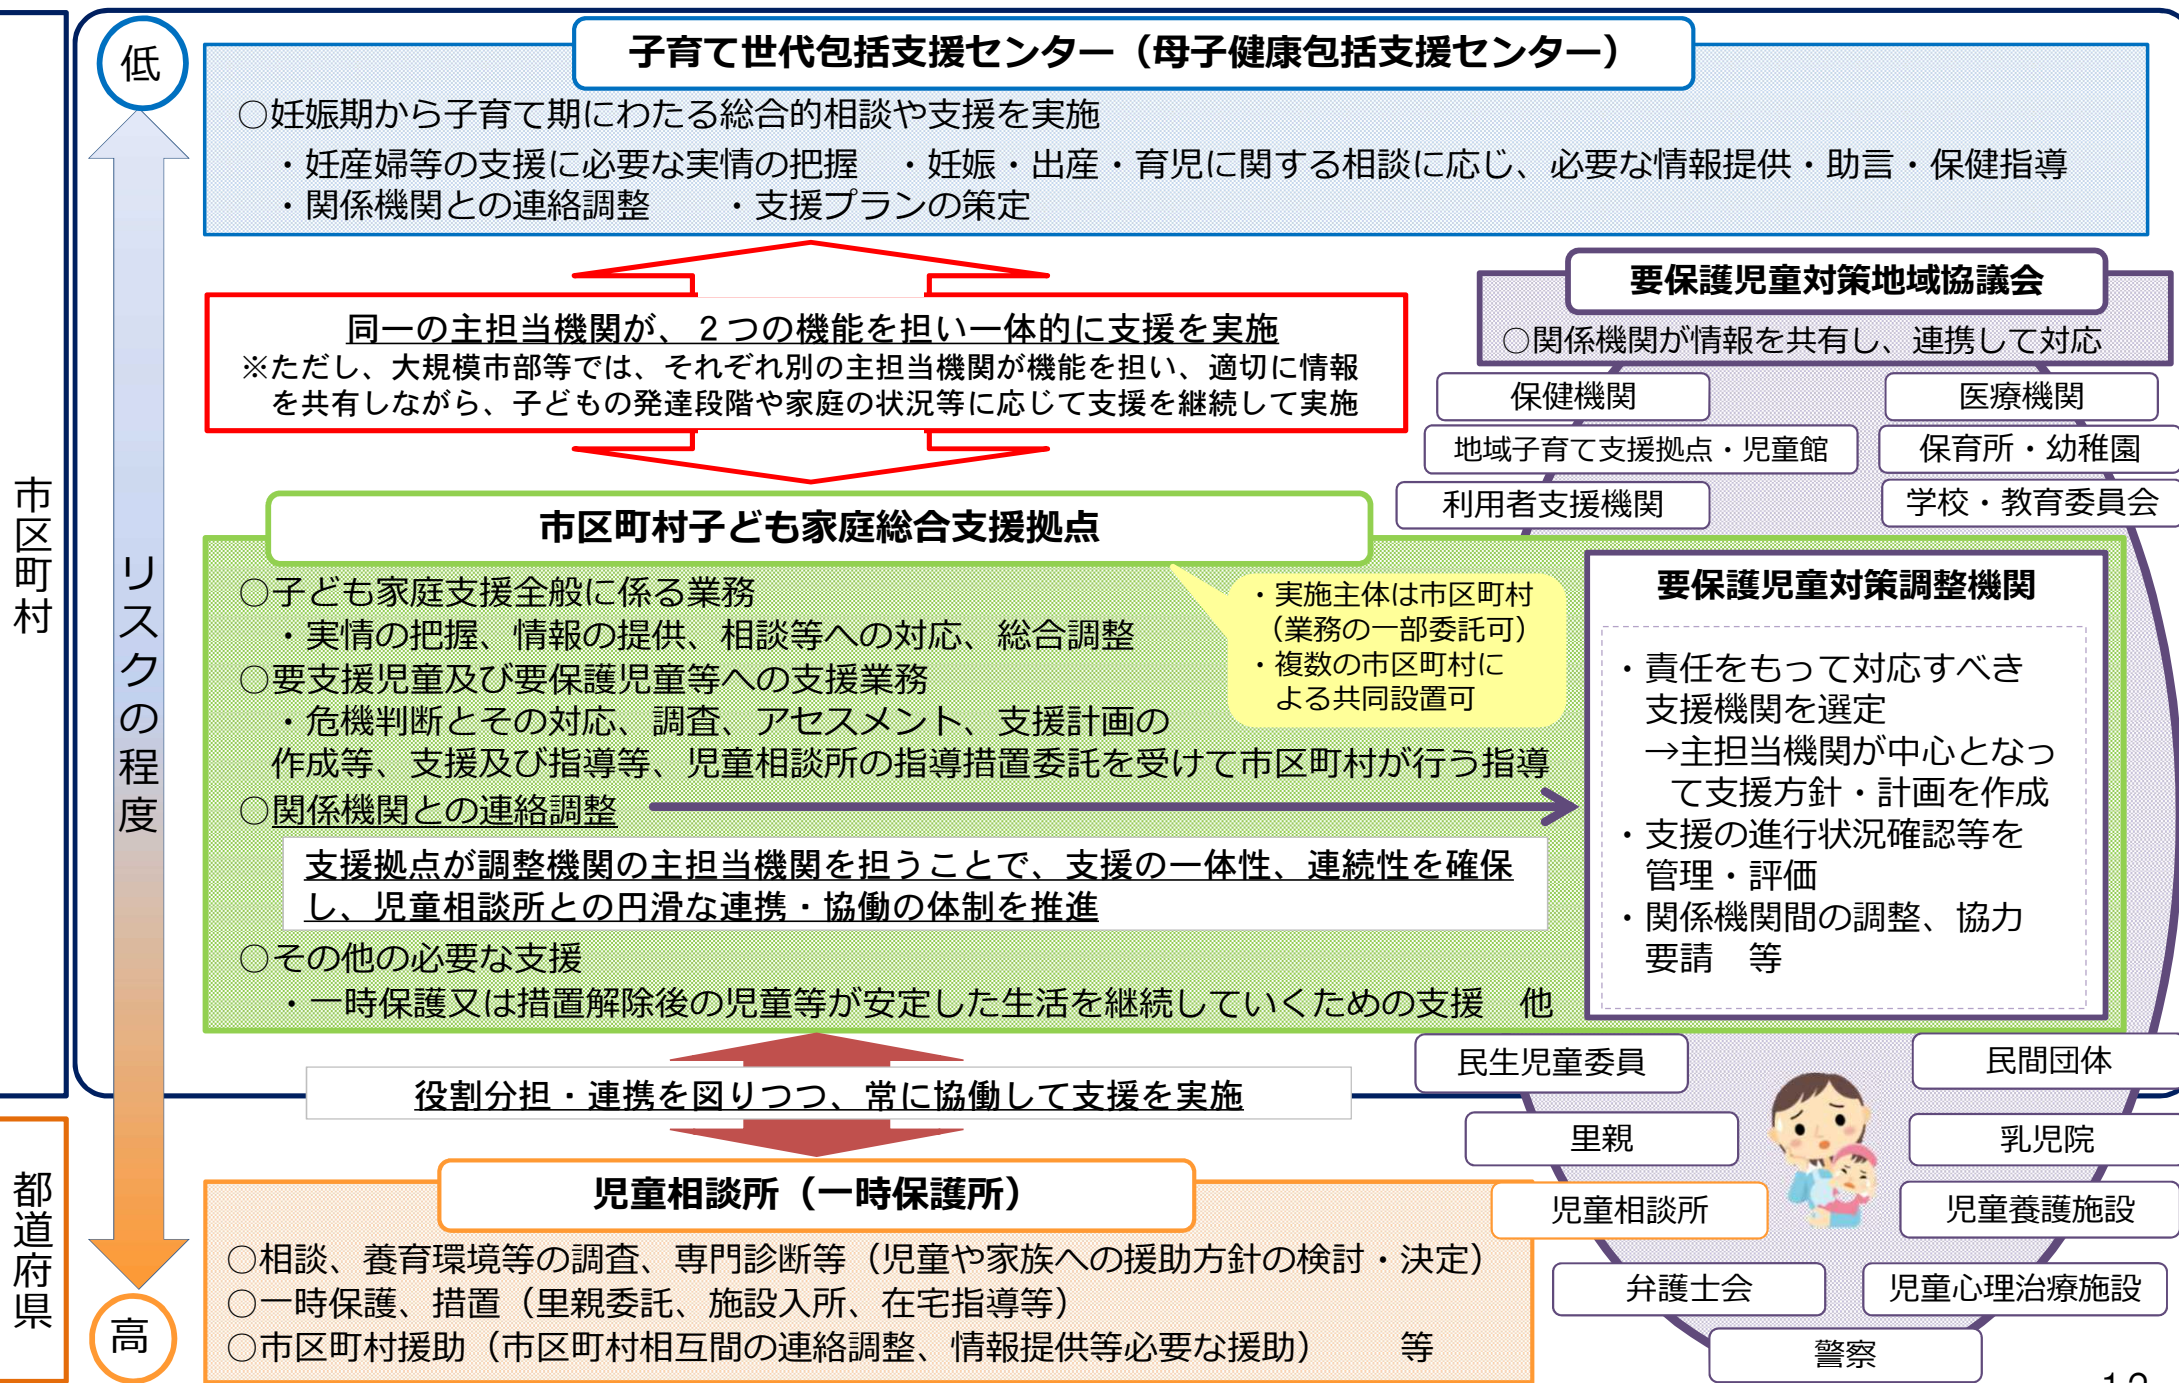 市区町村
都道府県
低
リスクの程度
高
子育て世代包括支援センター（母子健康包括支援センター）
○妊娠期から子育て期にわたる総合的相談や支援を実施
・妊産婦等の支援に必要な実情の把握　・妊娠・出産・育児に関する相談に応じ、必要な情報提供・助言・保健指導
・関係機関との連絡調整　　・支援プランの策定
同一の主担当機関が、２つの機能を担い一体的に支援を実施
※ただし、大規模市部等では、それぞれ別の主担当機関が機能を担い、適切に情報
を共有しながら、子どもの発達段階や家庭の状況等に応じて支援を継続して実施
市区町村子ども家庭総合支援拠点
○子ども家庭支援全般に係る業務
・実情の把握、情報の提供、相談等への対応、総合調整
○要支援児童及び要保護児童等への支援業務
・危機判断とその対応、調査、アセスメント、支援計画の
作成等、支援及び指導等、児童相談所の指導措置委託を受けて市区町村が行う指導
○関係機関との連絡調整
支援拠点が調整機関の主担当機関を担うことで、支援の一体性、連続性を確保
し、児童相談所との円滑な連携・協働の体制を推進
○その他の必要な支援
・一時保護又は措置解除後の児童等が安定した生活を継続していくための支援　他
・実施主体は市区町村
（業務の一部委託可）
・複数の市区町村に
よる共同設置可
役割分担・連携を図りつつ、常に協働して支援を実施
児童相談所（一時保護所）
○相談、養育環境等の調査、専門診断等（児童や家族への援助方針の検討・決定）
○一時保護、措置（里親委託、施設入所、在宅指導等）
○市区町村援助（市区町村相互間の連絡調整、情報提供等必要な援助）　　等
要保護児童対策地域協議会
○関係機関が情報を共有し、連携して対応
保健機関
医療機関
地域子育て支援拠点・児童館
保育所・幼稚園
利用者支援機関
学校・教育委員会
要保護児童対策調整機関
・責任をもって対応すべき
支援機関を選定
→主担当機関が中心となっ
て支援方針・計画を作成
・支援の進行状況確認等を
管理・評価
・関係機関間の調整、協力
要請　等
民生児童委員
民間団体
里親
乳児院
児童相談所
児童養護施設
弁護士会
児童心理治療施設
警察